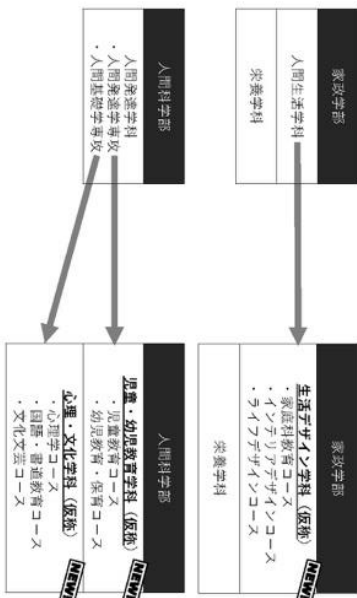 家政学部
人間生活学科
栄養学科
人間科学部
人間発達学科
・人間発達学専攻
・人間基礎学専攻
家政学部
生活デザイン学科（仮称）
・家庭科教育コース
・インテリアデザインコース
・ライフデザインコース
NEW!
栄養学科
人間科学部
児童・幼児教育学科（仮称）
・児童教育コース
・幼児教育・保育コース
NEW!
心理・文化学科（仮称）
・心理学コース
・国語・書道教育コース
・文化文芸コース
NEW!